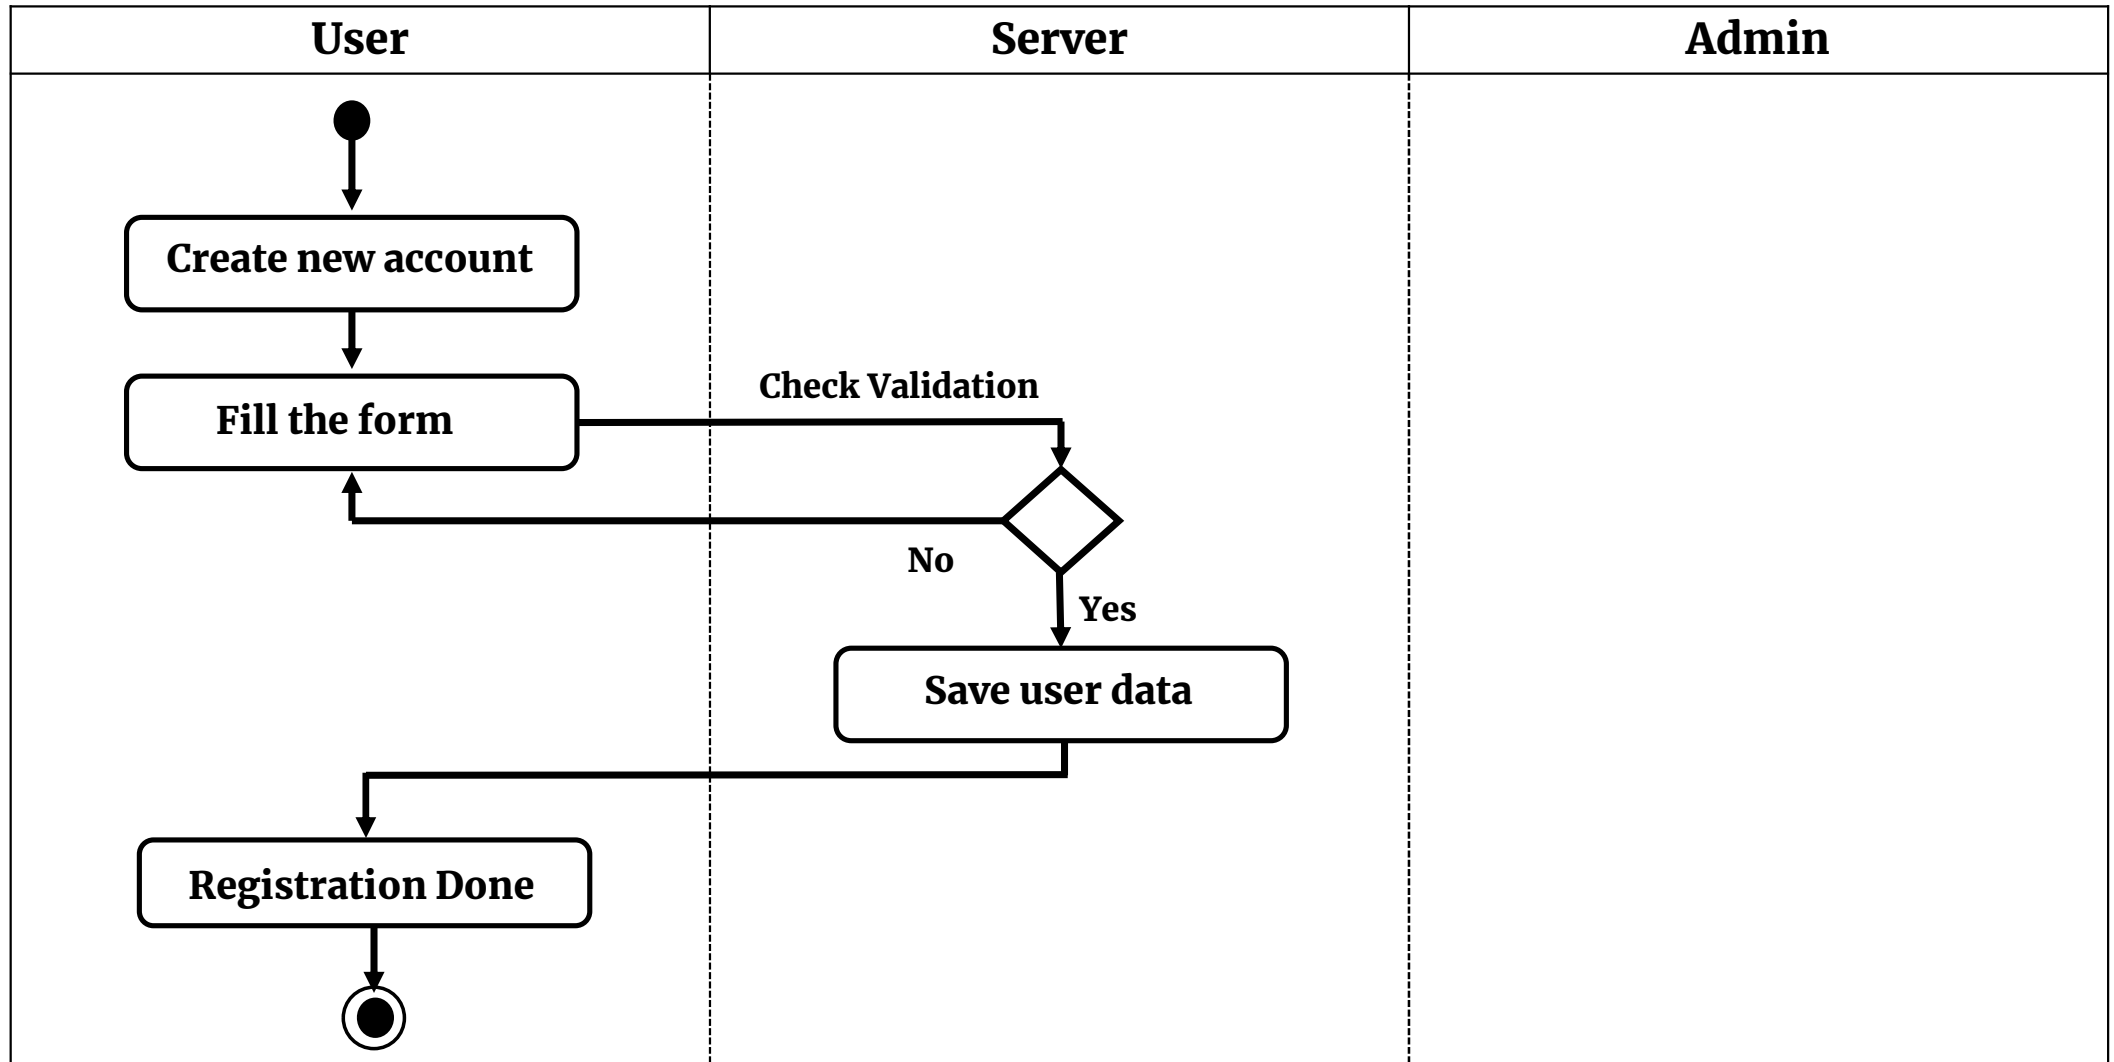 User
Server
Admin
Create new account
Fill the form
Check Validation
No
Yes
Save user data
Registration Done